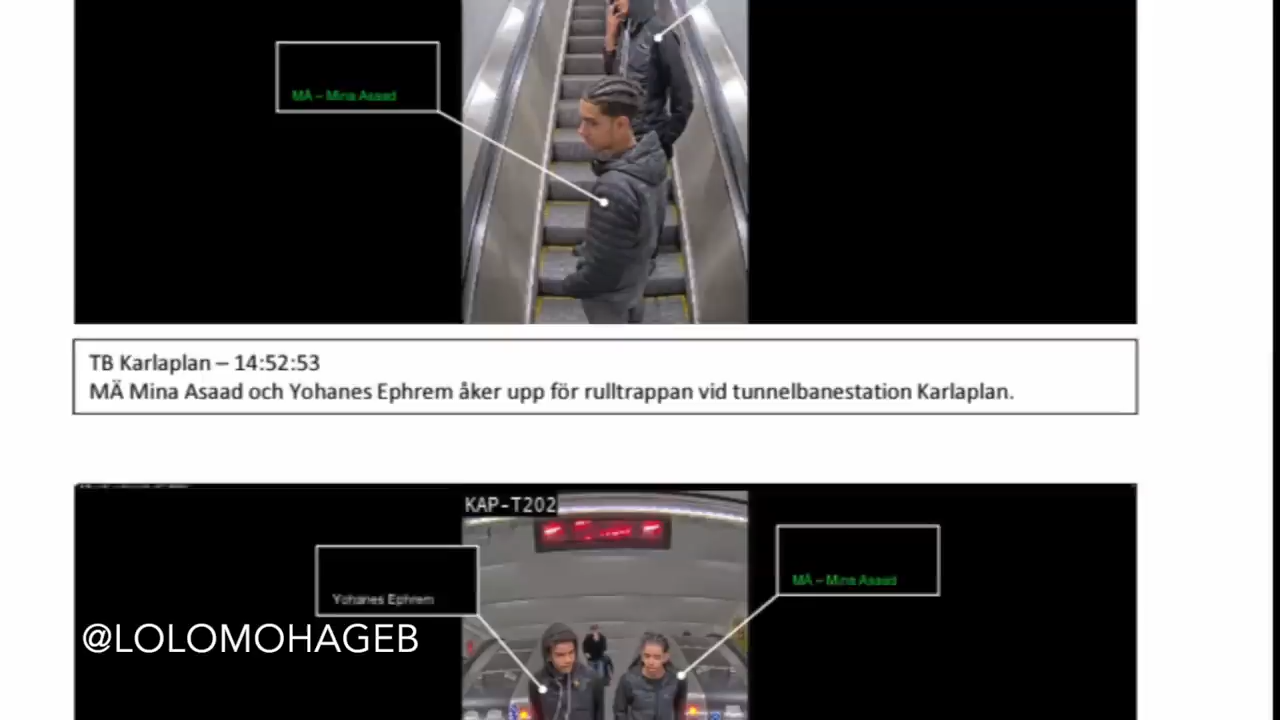 MÄ – Mina Asaad
TB Karlaplan – 14:52:53
MÄ Mina Asaad och Yohanes Ephrem åker upp för rulltrappan vid tunnelbanestation Karlaplan.
KAP-T202
MÄ – Mina Asaad
Yohanes Ephrem
@LOLOMOHAGEB